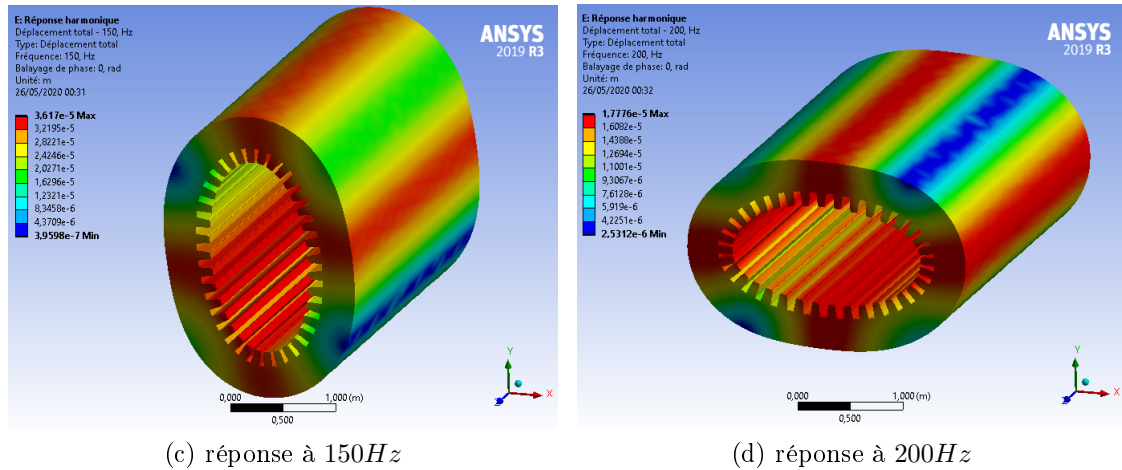 E: Réponse harmonique
Déplacement total - 150, Hz
Type: Déplacement total
Fréquence: 150, Hz
Balayage de phase: 0, rad
Unité: m
26/05/2020 00:31
ANSYS
2019 R3
3,617e-5 Max
3,2195e-5
2,8221e-5
2,4246e-5
2,0271e-5
1,6296e-5
1,2321e-5
8,3458e-6
4,3709e-6
3,9598e-7 Min
Y
X
Z
0,000
1,000 (m)
0,500
(c) réponse à 150Hz
E: Réponse harmonique
Déplacement total - 200, Hz
Type: Déplacement total
Fréquence: 200, Hz
Balayage de phase: 0, rad
Unité: m
26/05/2020 00:32
ANSYS
2019 R3
1,7776e-5 Max
1,6082e-5
1,4388e-5
1,2694e-5
1,1001e-5
9,3067e-6
7,6128e-6
5,919e-6
4,2251e-6
2,5312e-6 Min
Y
X
Z
0,000
1,000 (m)
0,500
(d) réponse à 200Hz